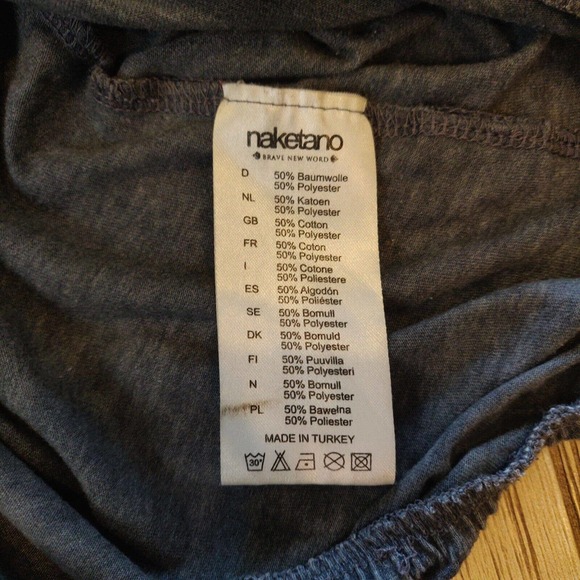 naketano
BRAVE NEW WORD
D 50% Baumwolle
50% Polyester
NL 50% Katoen
50% Polyester
GB 50% Cotton
50% Polyester
FR 50% Coton
50% Polyester
I 50% Cotone
50% Poliestere
ES 50% Algodón
50% Poliéster
SE 50% Bomull
50% Polyester
DK 50% Bomuld
50% Polyester
FI 50% Puuvilla
50% Polyesteri
N 50% Bomull
50% Polyester
PL 50% Bawełna
50% Poliester
MADE IN TURKEY
30°